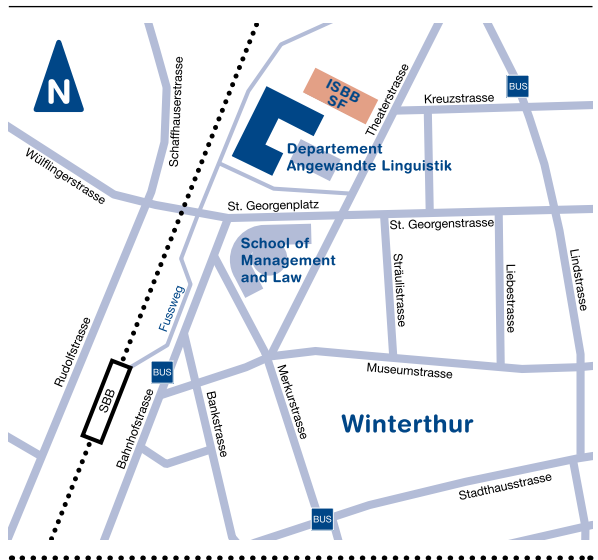 N
Schaffhauserstrasse
ISBB
SF
Theaterstrasse
BUS
Kreuzstrasse
Wülflingerstrasse
Departement
Angewandte Linguistik
St. Georgenplatz
St. Georgenstrasse
School of
Management
and Law
Sträulistrasse
Liebestrasse
Lindstrasse
Fussweg
Rudolfstrasse
SBB
BUS
Bahnhofstrasse
Bankstrasse
Merkurstrasse
Museumstrasse
Winterthur
BUS
Stadthausstrasse